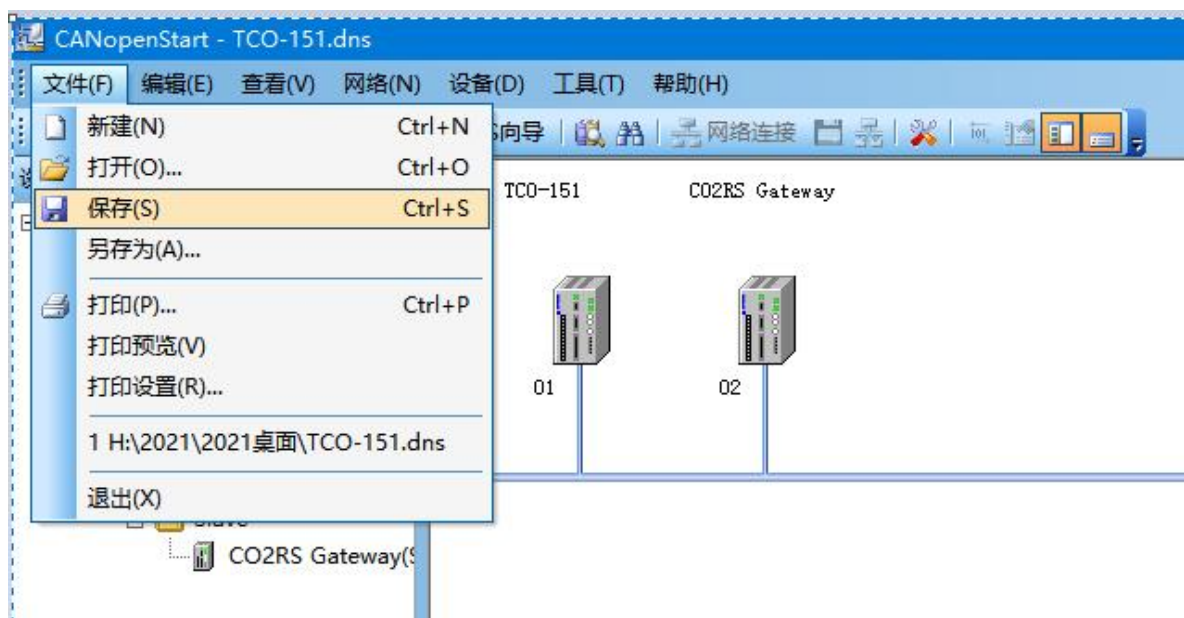 CANopenStart - TCO-151.dns
文件(F) 编辑(E) 查看(V) 网络(N) 设备(D) 工具(T) 帮助(H)
新建(N) Ctrl+N
向导 网络连接
打开(O)... Ctrl+O
保存(S) Ctrl+S
TCO-151 CO2RS Gateway
另存为(A)...
打印(P)... Ctrl+P
打印预览(V)
打印设置(R)...
01 02
1 H:\2021\2021桌面\TCO-151.dns
退出(X)
CO2RS Gateway(